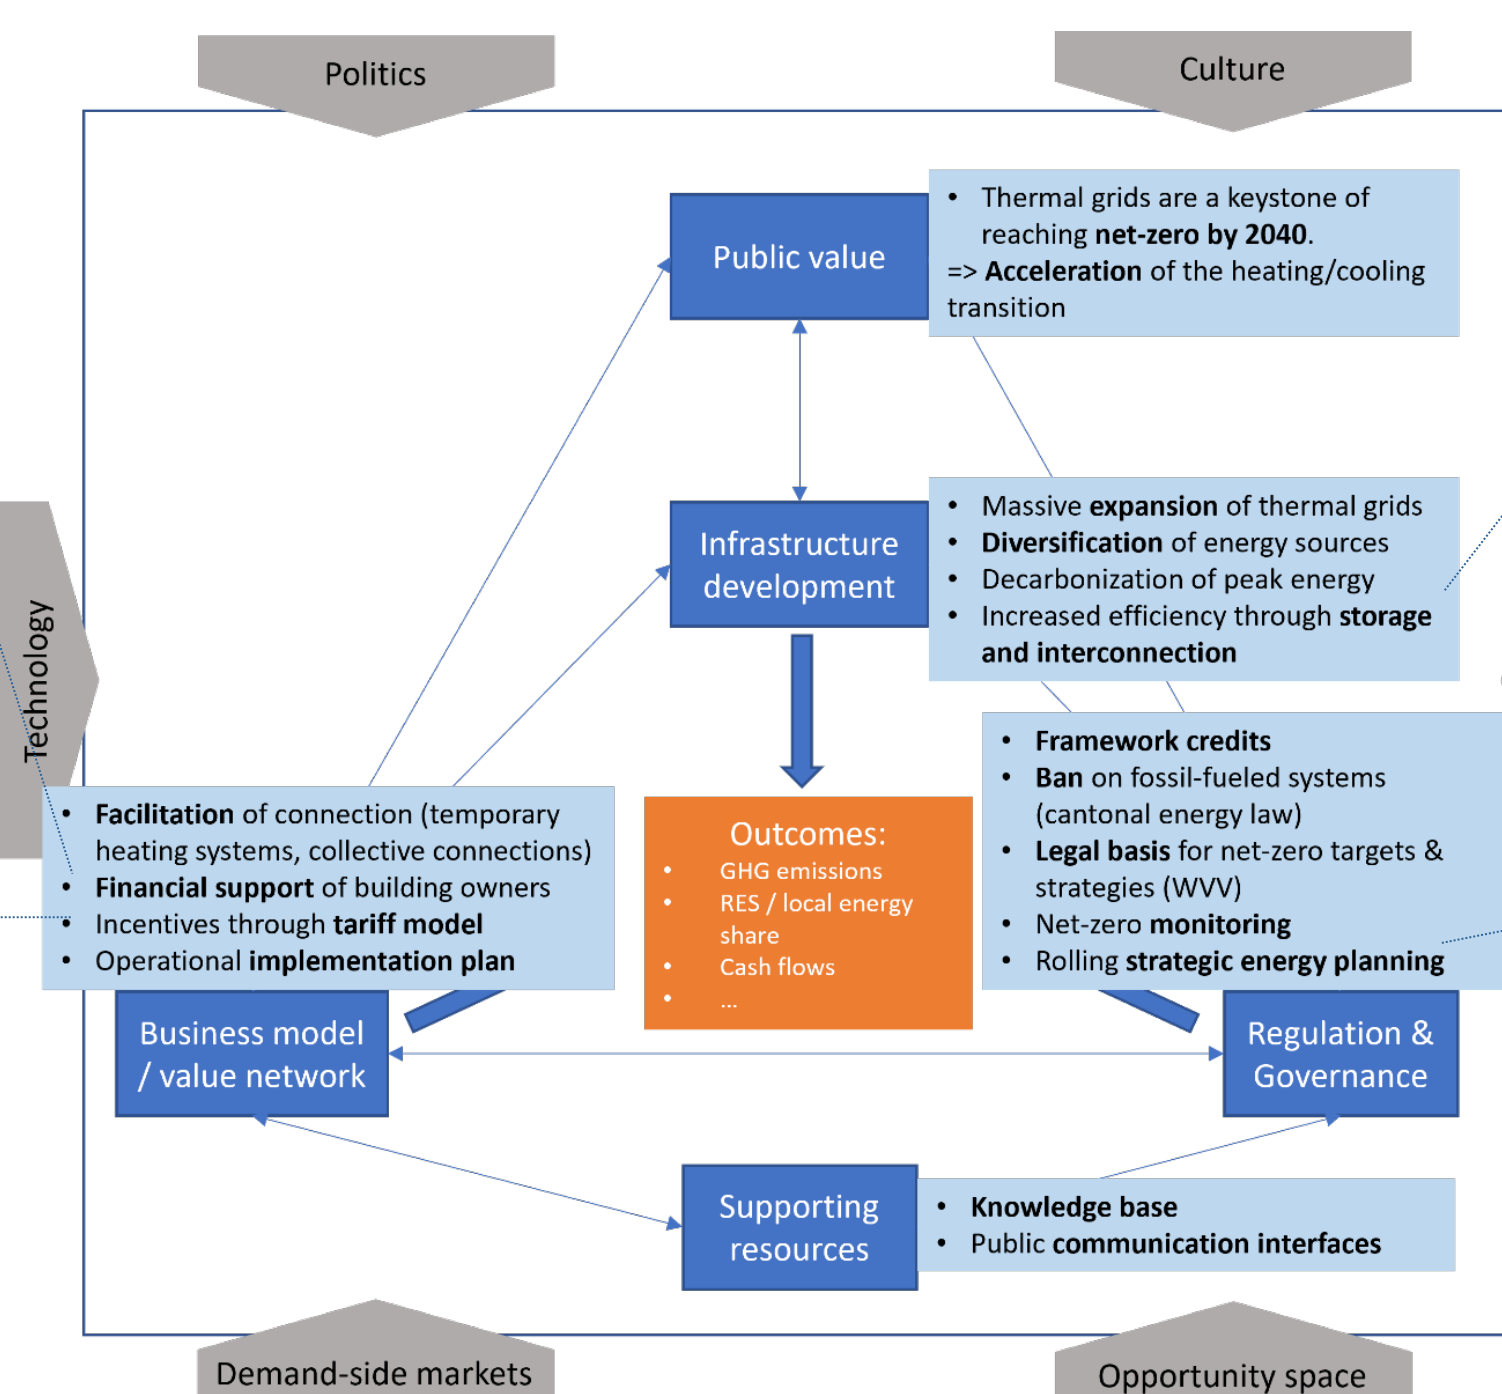 Politics
Culture
Public value
• Thermal grids are a keystone of
reaching net-zero by 2040.
=> Acceleration of the heating/cooling
transition
Infrastructure
development
• Massive expansion of thermal grids
• Diversification of energy sources
• Decarbonization of peak energy
• Increased efficiency through storage
and interconnection
Technology
• Facilitation of connection (temporary
heating systems, collective connections)
• Financial support of building owners
• Incentives through tariff model
• Operational implementation plan
Outcomes:
• GHG emissions
• RES / local energy
share
• Cash flows
• ...
• Framework credits
• Ban on fossil-fueled systems
(cantonal energy law)
• Legal basis for net-zero targets &
strategies (WVV)
• Net-zero monitoring
• Rolling strategic energy planning
Business model
/ value network
Regulation &
Governance
Supporting
resources
• Knowledge base
• Public communication interfaces
Demand-side markets
Opportunity space